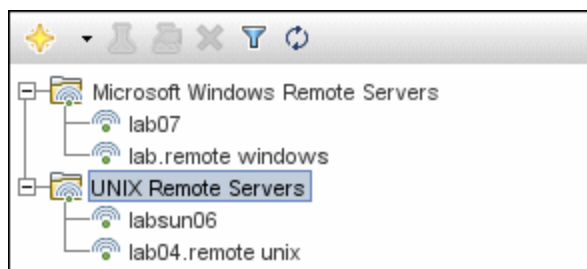 Microsoft Windows Remote Servers
lab07
lab.remote windows
UNIX Remote Servers
labsun06
lab04.remote unix